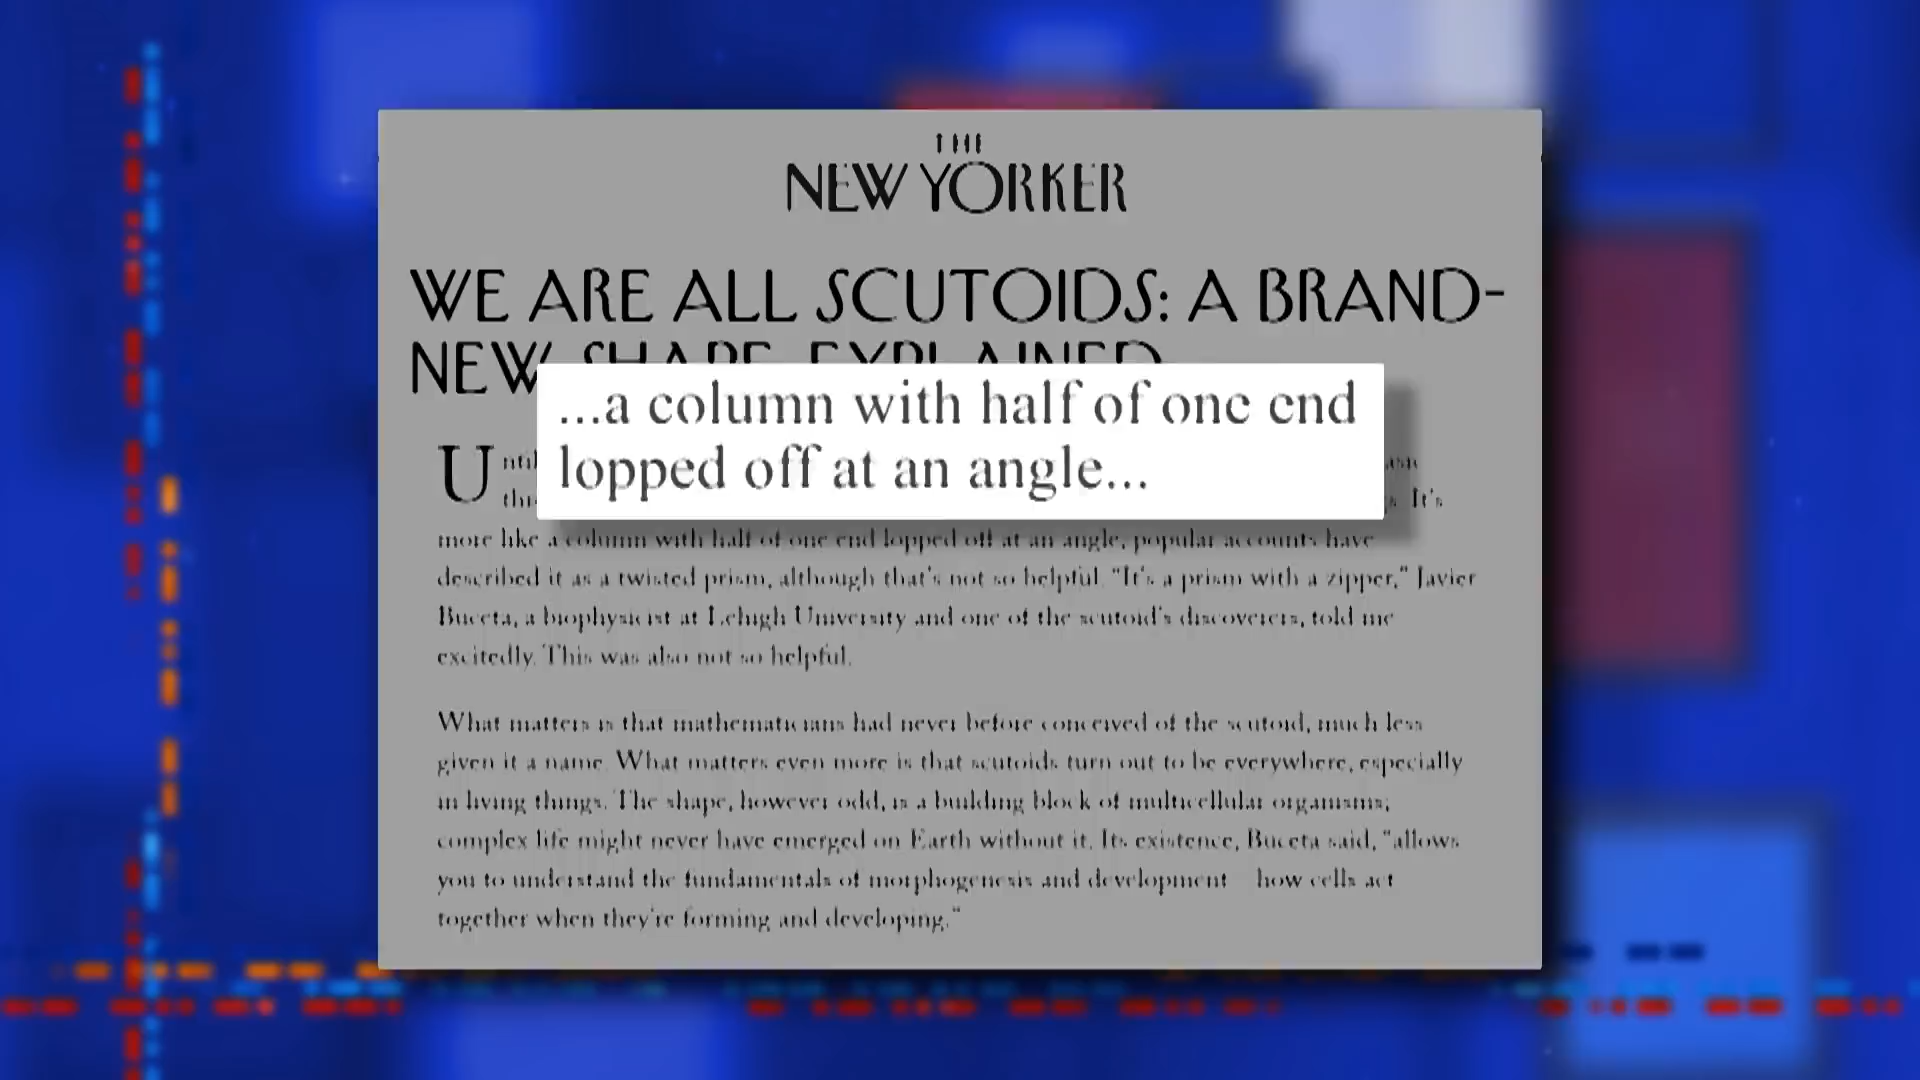 THE
NEW YORKER
WE ARE ALL SCUTOIDS: A BRAND-
NEW SHAPE, EXPLAINED
...a column with half of one end
lopped off at an angle...
Until
It's
more like a column with half of one end lopped off at an angle, popular accounts have
described it as a twisted prism, although that's not so helpful. "It's a prism with a zipper," Javier
Buceta, a biophysicist at Lehigh University and one of the scutoid's discoverers, told me
excitedly. This was also not so helpful.
What matters is that mathematicians had never before conceived of the scutoid, much less
given it a name. What matters even more is that scutoids turn out to be everywhere, especially
in living things. The shape, however odd, is a building block of multicellular organisms;
complex life might never have emerged on Earth without it. Its existence, Buceta said, "allows
you to understand the fundamentals of morphogenesis and development—how cells act
together when they're forming and developing."